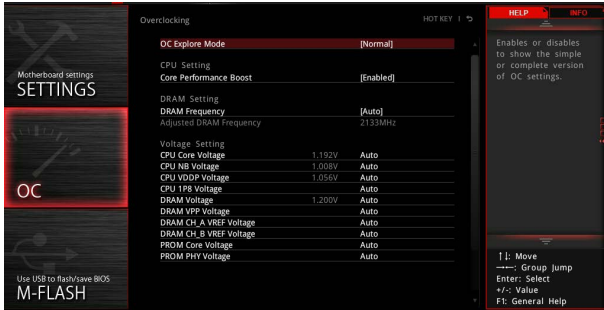 Overclocking
HOT KEY |
HELP
INFO
OC Explore Mode [Normal]
CPU Setting
Core Performance Boost [Enabled]
DRAM Setting
DRAM Frequency [Auto]
Adjusted DRAM Frequency 2133MHz
Voltage Setting
CPU Core Voltage 1.192V Auto
CPU NB Voltage 1.008V Auto
CPU VDDP Voltage 1.056V Auto
CPU 1P8 Voltage Auto
DRAM Voltage 1.200V Auto
DRAM VPP Voltage Auto
DRAM CH_A VREF Voltage Auto
DRAM CH_B VREF Voltage Auto
PROM Core Voltage Auto
PROM PHY Voltage Auto
Motherboard settings
SETTINGS
OC
Use USB to flash/save BIOS
M-FLASH
Enables or disables
to show the simple
or complete version
of OC settings.
↑↓: Move
→←: Group Jump
Enter: Select
+/-: Value
F1: General Help